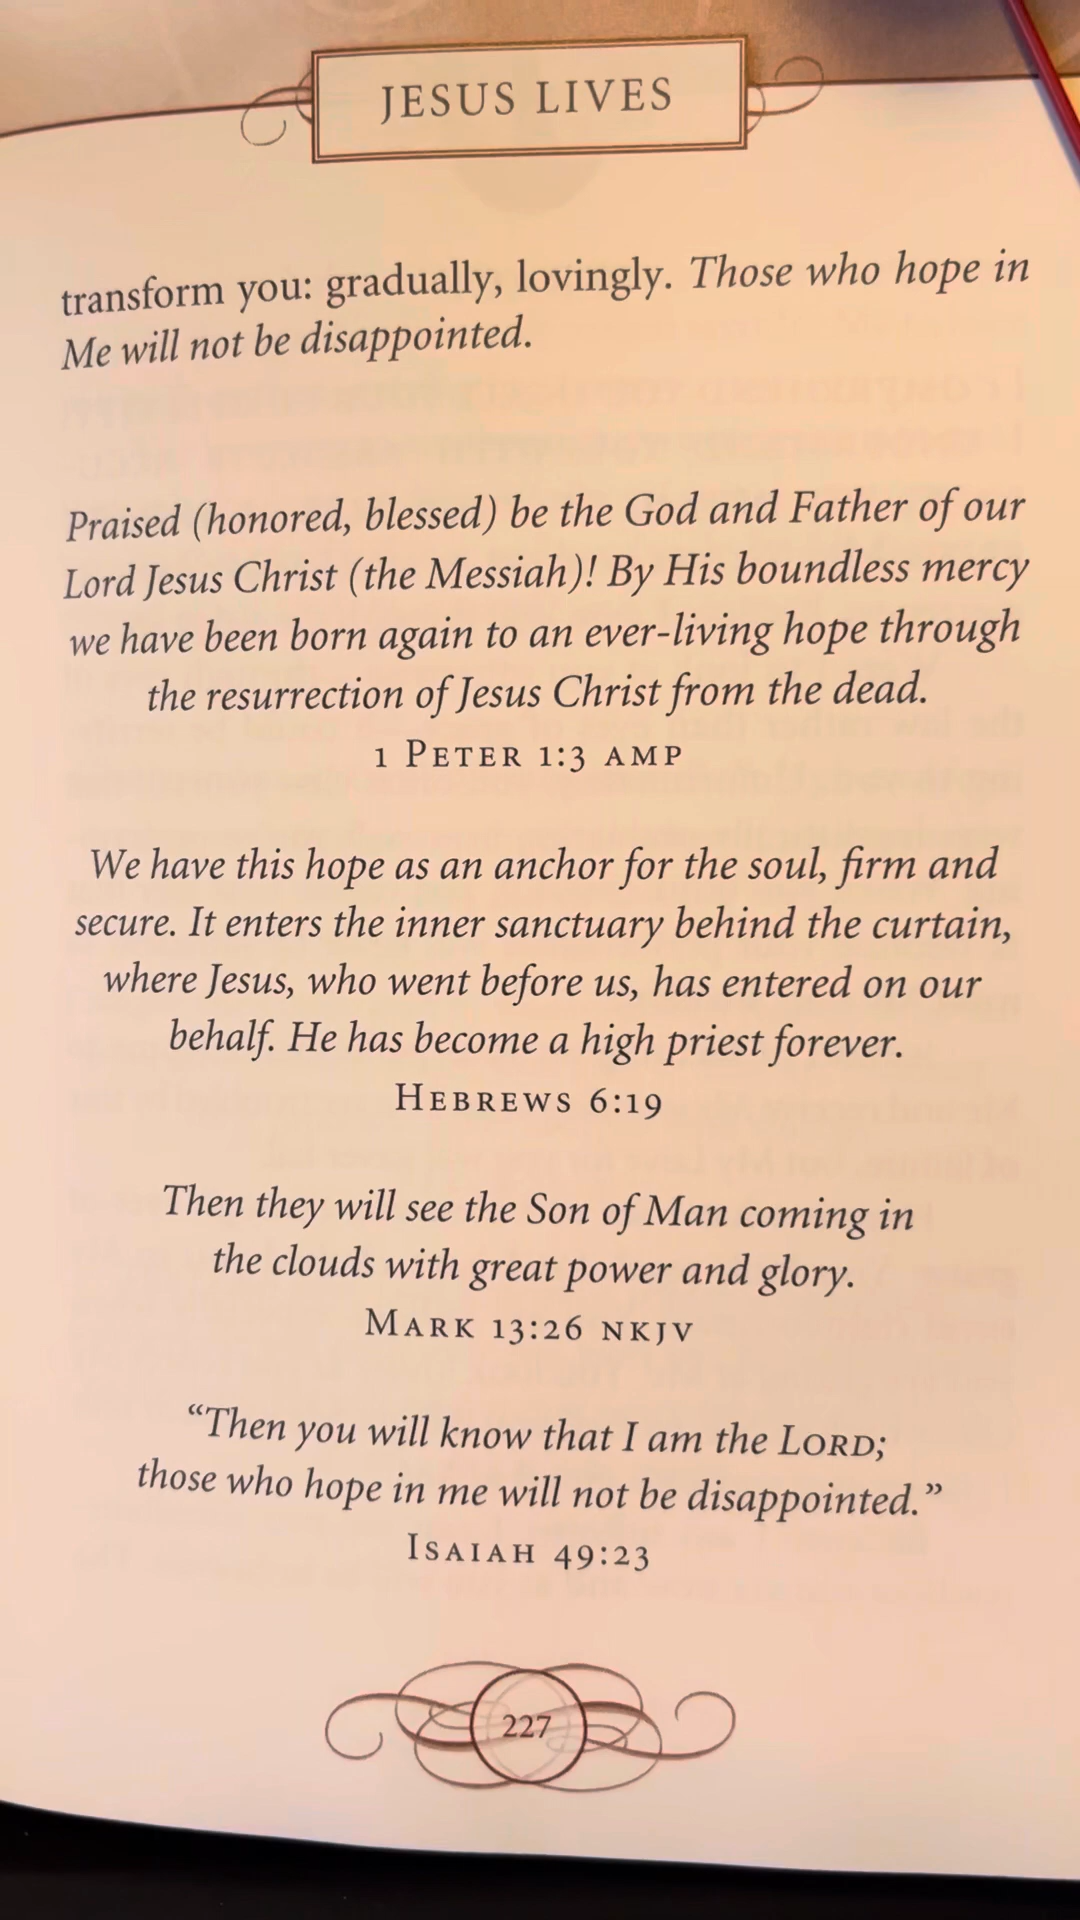 JESUS LIVES
transform you: gradually, lovingly. Those who hope in
Me will not be disappointed.
Praised (honored, blessed) be the God and Father of our
Lord Jesus Christ (the Messiah)! By His boundless mercy
we have been born again to an ever-living hope through
the resurrection of Jesus Christ from the dead.
1 PETER 1:3 AMP
We have this hope as an anchor for the soul, firm and
secure. It enters the inner sanctuary behind the curtain,
where Jesus, who went before us, has entered on our
behalf. He has become a high priest forever.
HEBREWS 6:19
Then they will see the Son of Man coming in
the clouds with great power and glory.
MARK 13:26 NKJV
“Then you will know that I am the LORD;
those who hope in me will not be disappointed.”
ISAIAH 49:23
227